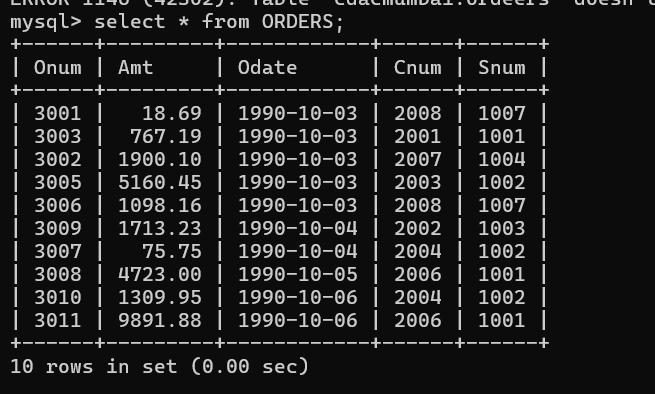 mysql> select * from ORDERS;
+------+---------+------------+------+------+
| Onum | Amt     | Odate      | Cnum | Snum |
+------+---------+------------+------+------+
| 3001 |   18.69 | 1990-10-03 | 2008 | 1007 |
| 3003 |  767.19 | 1990-10-03 | 2001 | 1001 |
| 3002 | 1900.10 | 1990-10-03 | 2007 | 1004 |
| 3005 | 5160.45 | 1990-10-03 | 2003 | 1002 |
| 3006 | 1098.16 | 1990-10-03 | 2008 | 1007 |
| 3009 | 1713.23 | 1990-10-04 | 2002 | 1003 |
| 3007 |   75.75 | 1990-10-04 | 2004 | 1002 |
| 3008 | 4723.00 | 1990-10-05 | 2006 | 1001 |
| 3010 | 1309.95 | 1990-10-06 | 2004 | 1002 |
| 3011 | 9891.88 | 1990-10-06 | 2006 | 1001 |
+------+---------+------------+------+------+
10 rows in set (0.00 sec)